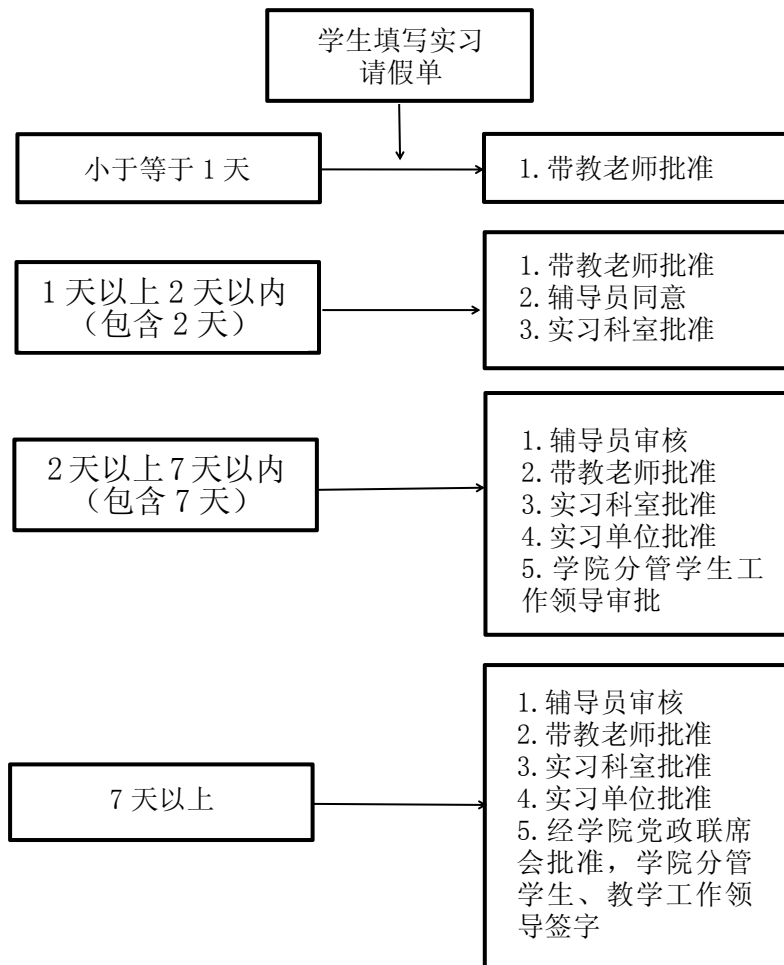 学生填写实习
请假单
小于等于1天
1.带教老师批准
1天以上2天以内
（包含2天）
1.带教老师批准
2.辅导员同意
3.实习科室批准
2天以上7天以内
（包含7天）
1.辅导员审核
2.带教老师批准
3.实习科室批准
4.实习单位批准
5.学院分管学生工
作领导审批
7天以上
1.辅导员审核
2.带教老师批准
3.实习科室批准
4.实习单位批准
5.经学院党政联席
会批准，学院分管
学生、教学工作领
导签字